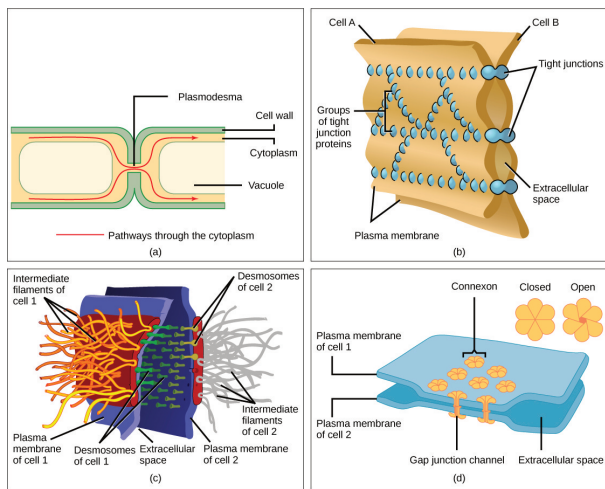 Plasmodesma
Cell wall
Cytoplasm
Vacuole
Pathways through the cytoplasm
(a)
Cell A
Cell B
Tight junctions
Groups
of tight
junction
proteins
Extracellular
space
Plasma membrane
(b)
Intermediate
filaments of
cell 1
Desmosomes
of cell 2
Intermediate
filaments of
cell 2
Plasma
membrane
of cell 1
Desmosomes
of cell 1
Extracellular
space
Plasma membrane
of cell 2
(c)
Connexon
Closed
Open
Plasma membrane
of cell 1
Plasma membrane
of cell 2
Gap junction channel
Extracellular space
(d)